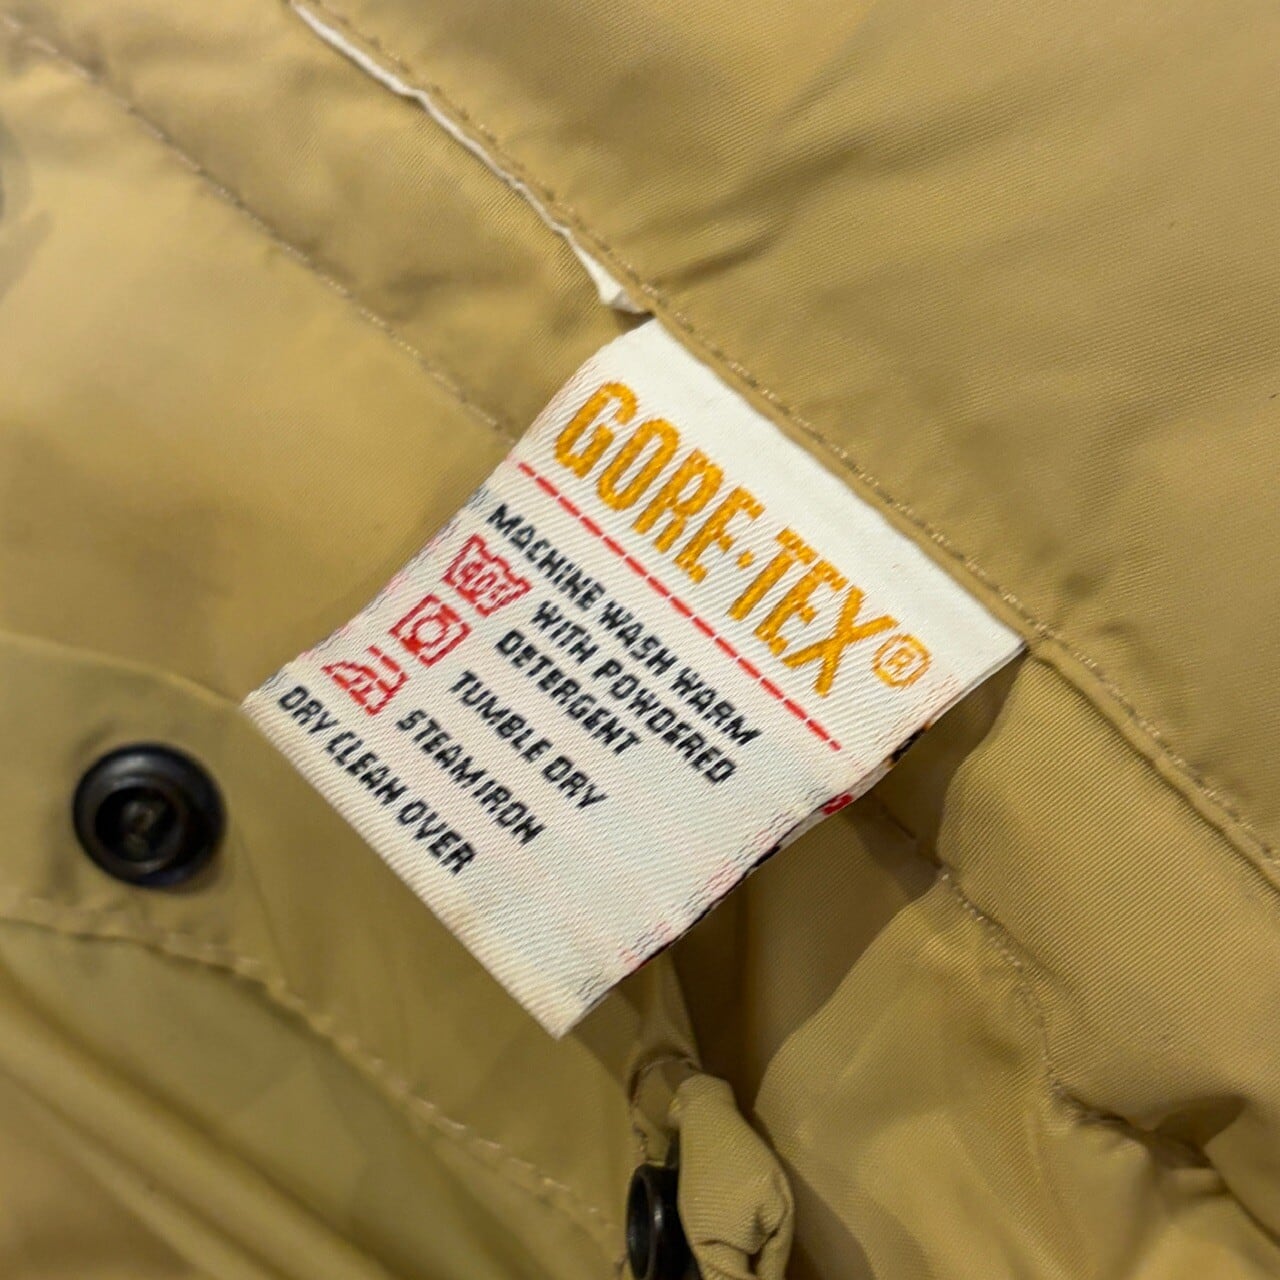 GORE-TEX®
MACHINE WASH WARM
WITH POWDERED
DETERGENT
TUMBLE DRY
STEAM IRON
DRY CLEAN OVER